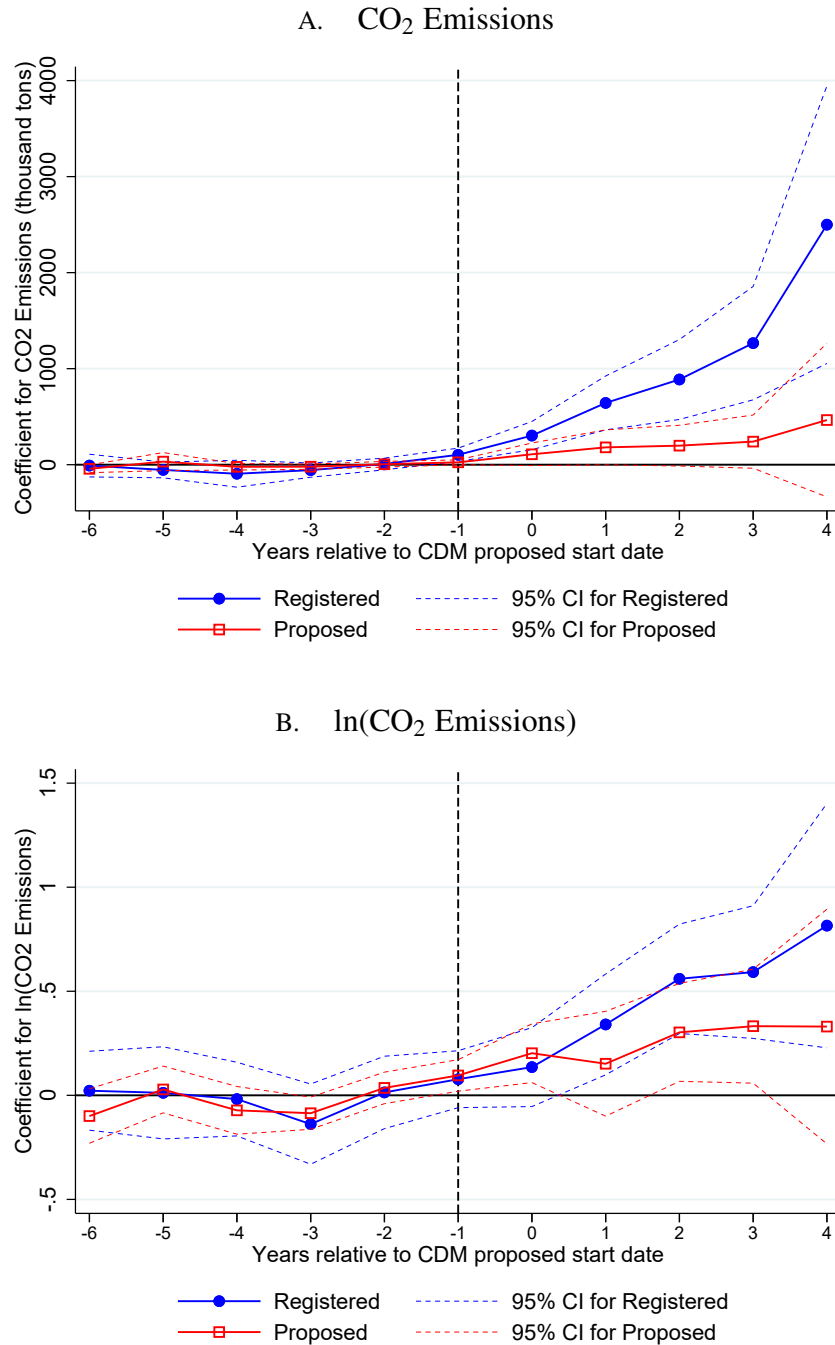 A. CO₂ Emissions
Coefficient for CO2 Emissions (thousand tons)
4000
3000
2000
1000
0
-6 -5 -4 -3 -2 -1 0 1 2 3 4
Years relative to CDM proposed start date
Registered 95% CI for Registered
Proposed 95% CI for Proposed
B. ln(CO₂ Emissions)
Coefficient for ln(CO2 Emissions)
1.5
1
.5
0
-.5
-6 -5 -4 -3 -2 -1 0 1 2 3 4
Years relative to CDM proposed start date
Registered 95% CI for Registered
Proposed 95% CI for Proposed